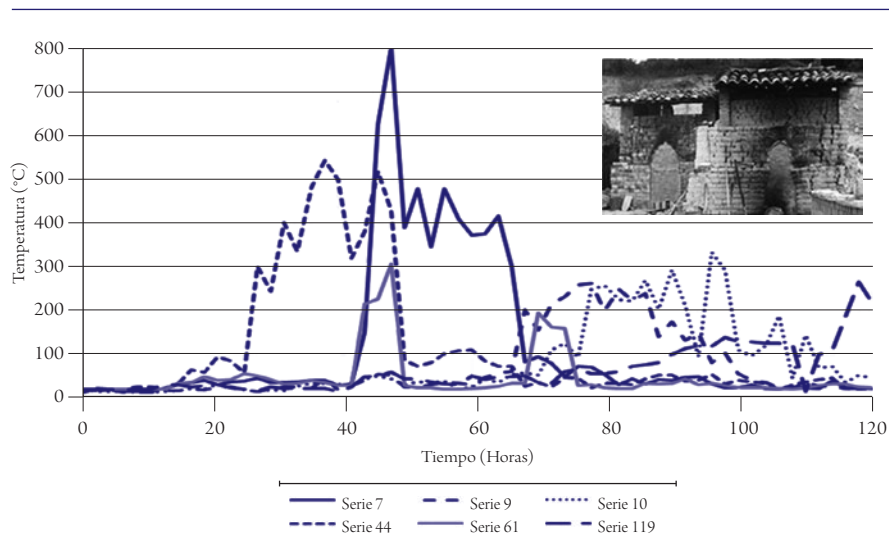 800
700
600
500
400
300
200
100
0
Temperatura (°C)
0 20 40 60 80 100 120
Tiempo (Horas)
Serie 7 Serie 9 Serie 10
Serie 44 Serie 61 Serie 119